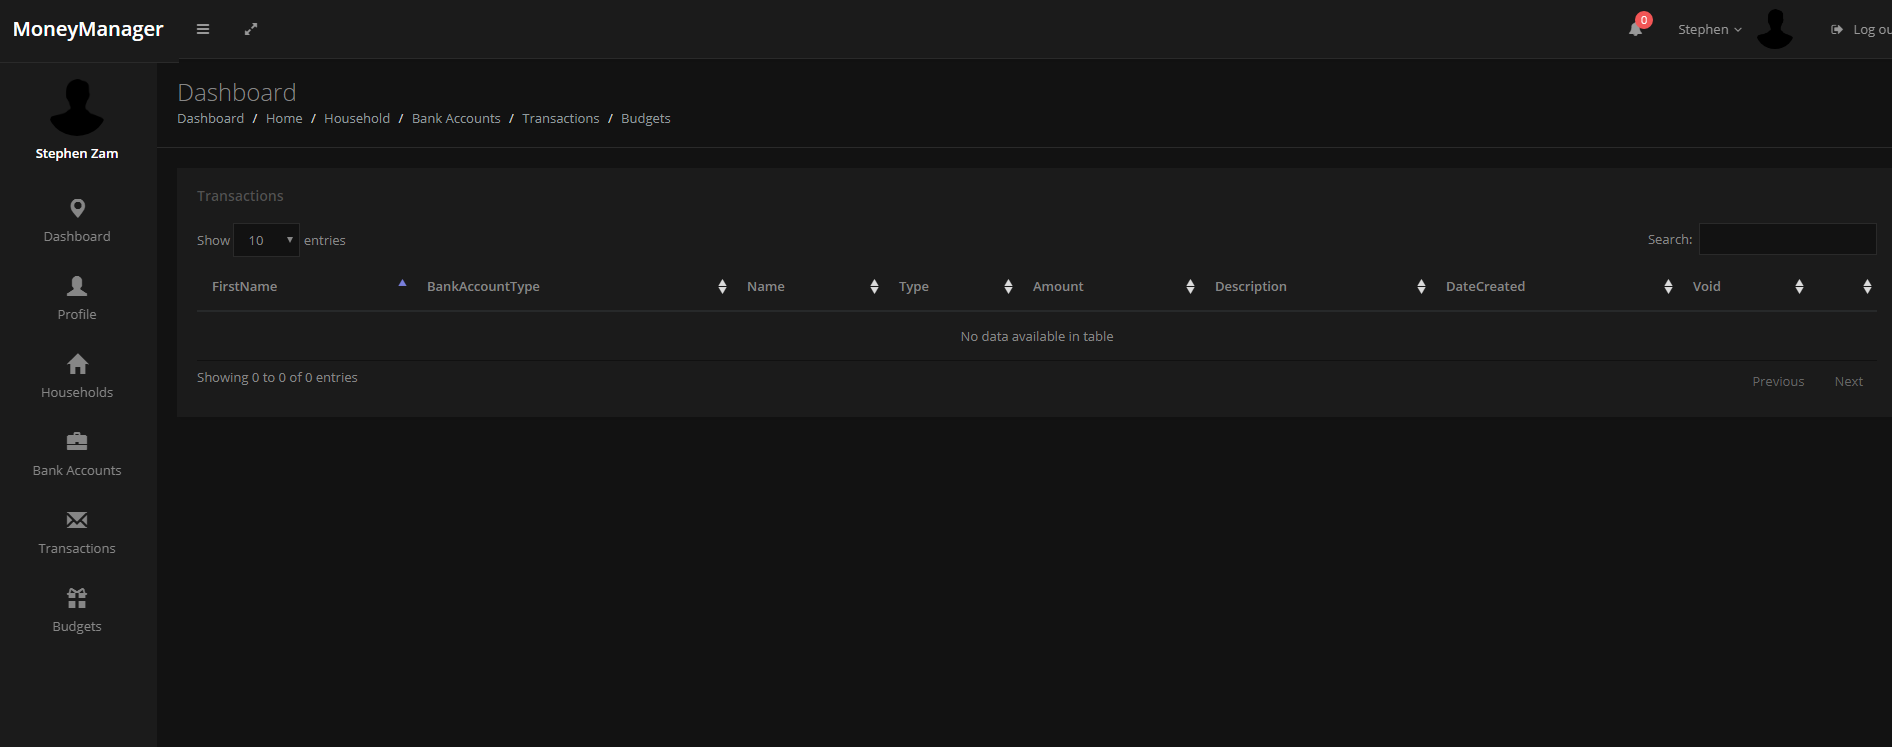 MoneyManager
0
Stephen
Log ou
Stephen Zam
Dashboard
Profile
Households
Bank Accounts
Transactions
Budgets
Dashboard
Dashboard / Home / Household / Bank Accounts / Transactions / Budgets
Transactions
Show 10 entries
Search:
FirstName BankAccountType Name Type Amount Description DateCreated Void
No data available in table
Showing 0 to 0 of 0 entries
Previous Next